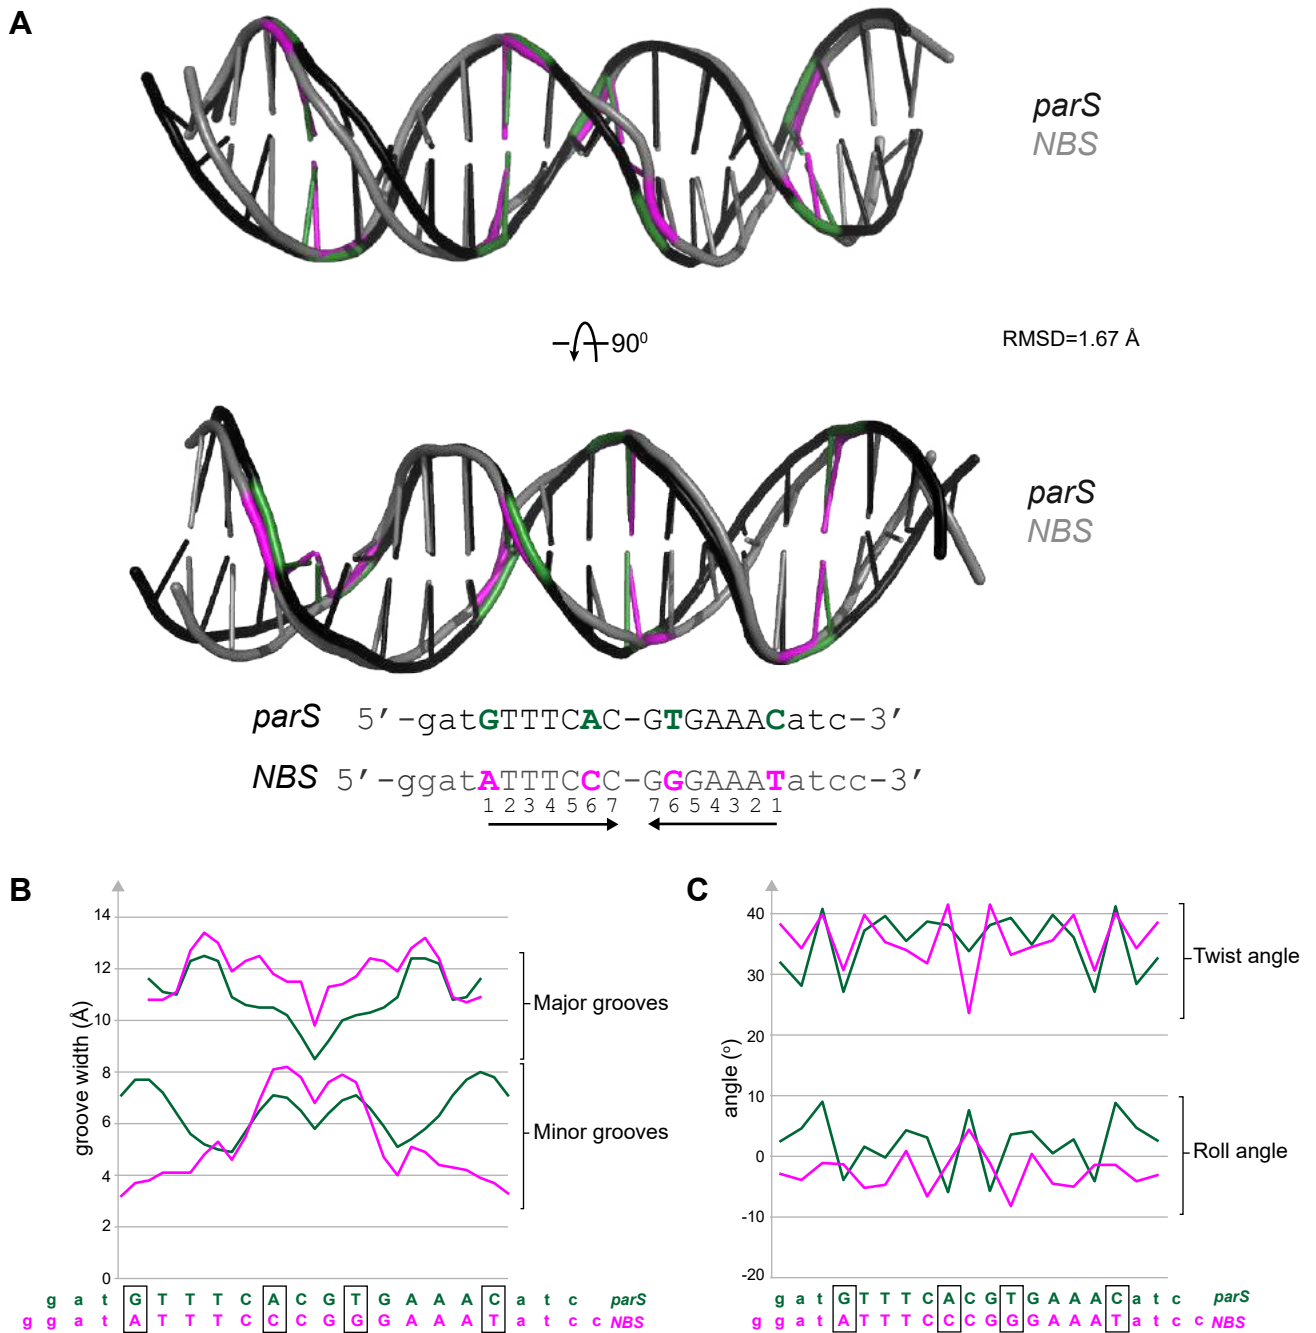 A
parS
NBS
90⁰
RMSD=1.67 Å
parS
NBS
parS 5′-gatGTTTCAC-GTGAAACatc-3′
NBS 5′-ggatATTTCCC-GGGAAATatcc-3′
1 2 3 4 5 6 7 7 6 5 4 3 2 1
B
groove width (Å)
14
12
10
8
6
4
2
0
Major grooves
Minor grooves
g a t G T T T C A C G T G A A A C a t c parS
g g a t A T T T C C C G G G A A A T a t c c NBS
C
angle (º)
40
30
20
10
0
-10
-20
Twist angle
Roll angle
g a t G T T T C A C G T G A A A C a t c parS
g g a t A T T T C C C G G G A A A T a t c c NBS